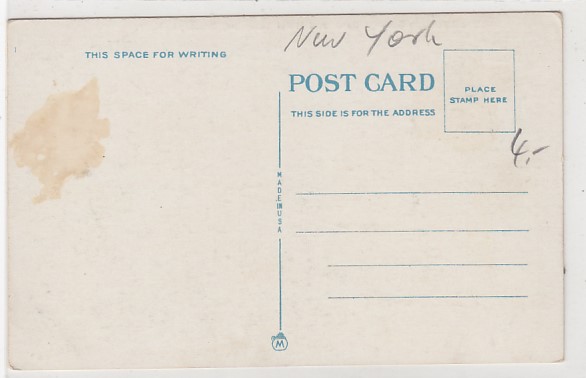 New York
THIS SPACE FOR WRITING
POST CARD
THIS SIDE IS FOR THE ADDRESS
PLACE
STAMP HERE
4.-
MADE IN USA
M